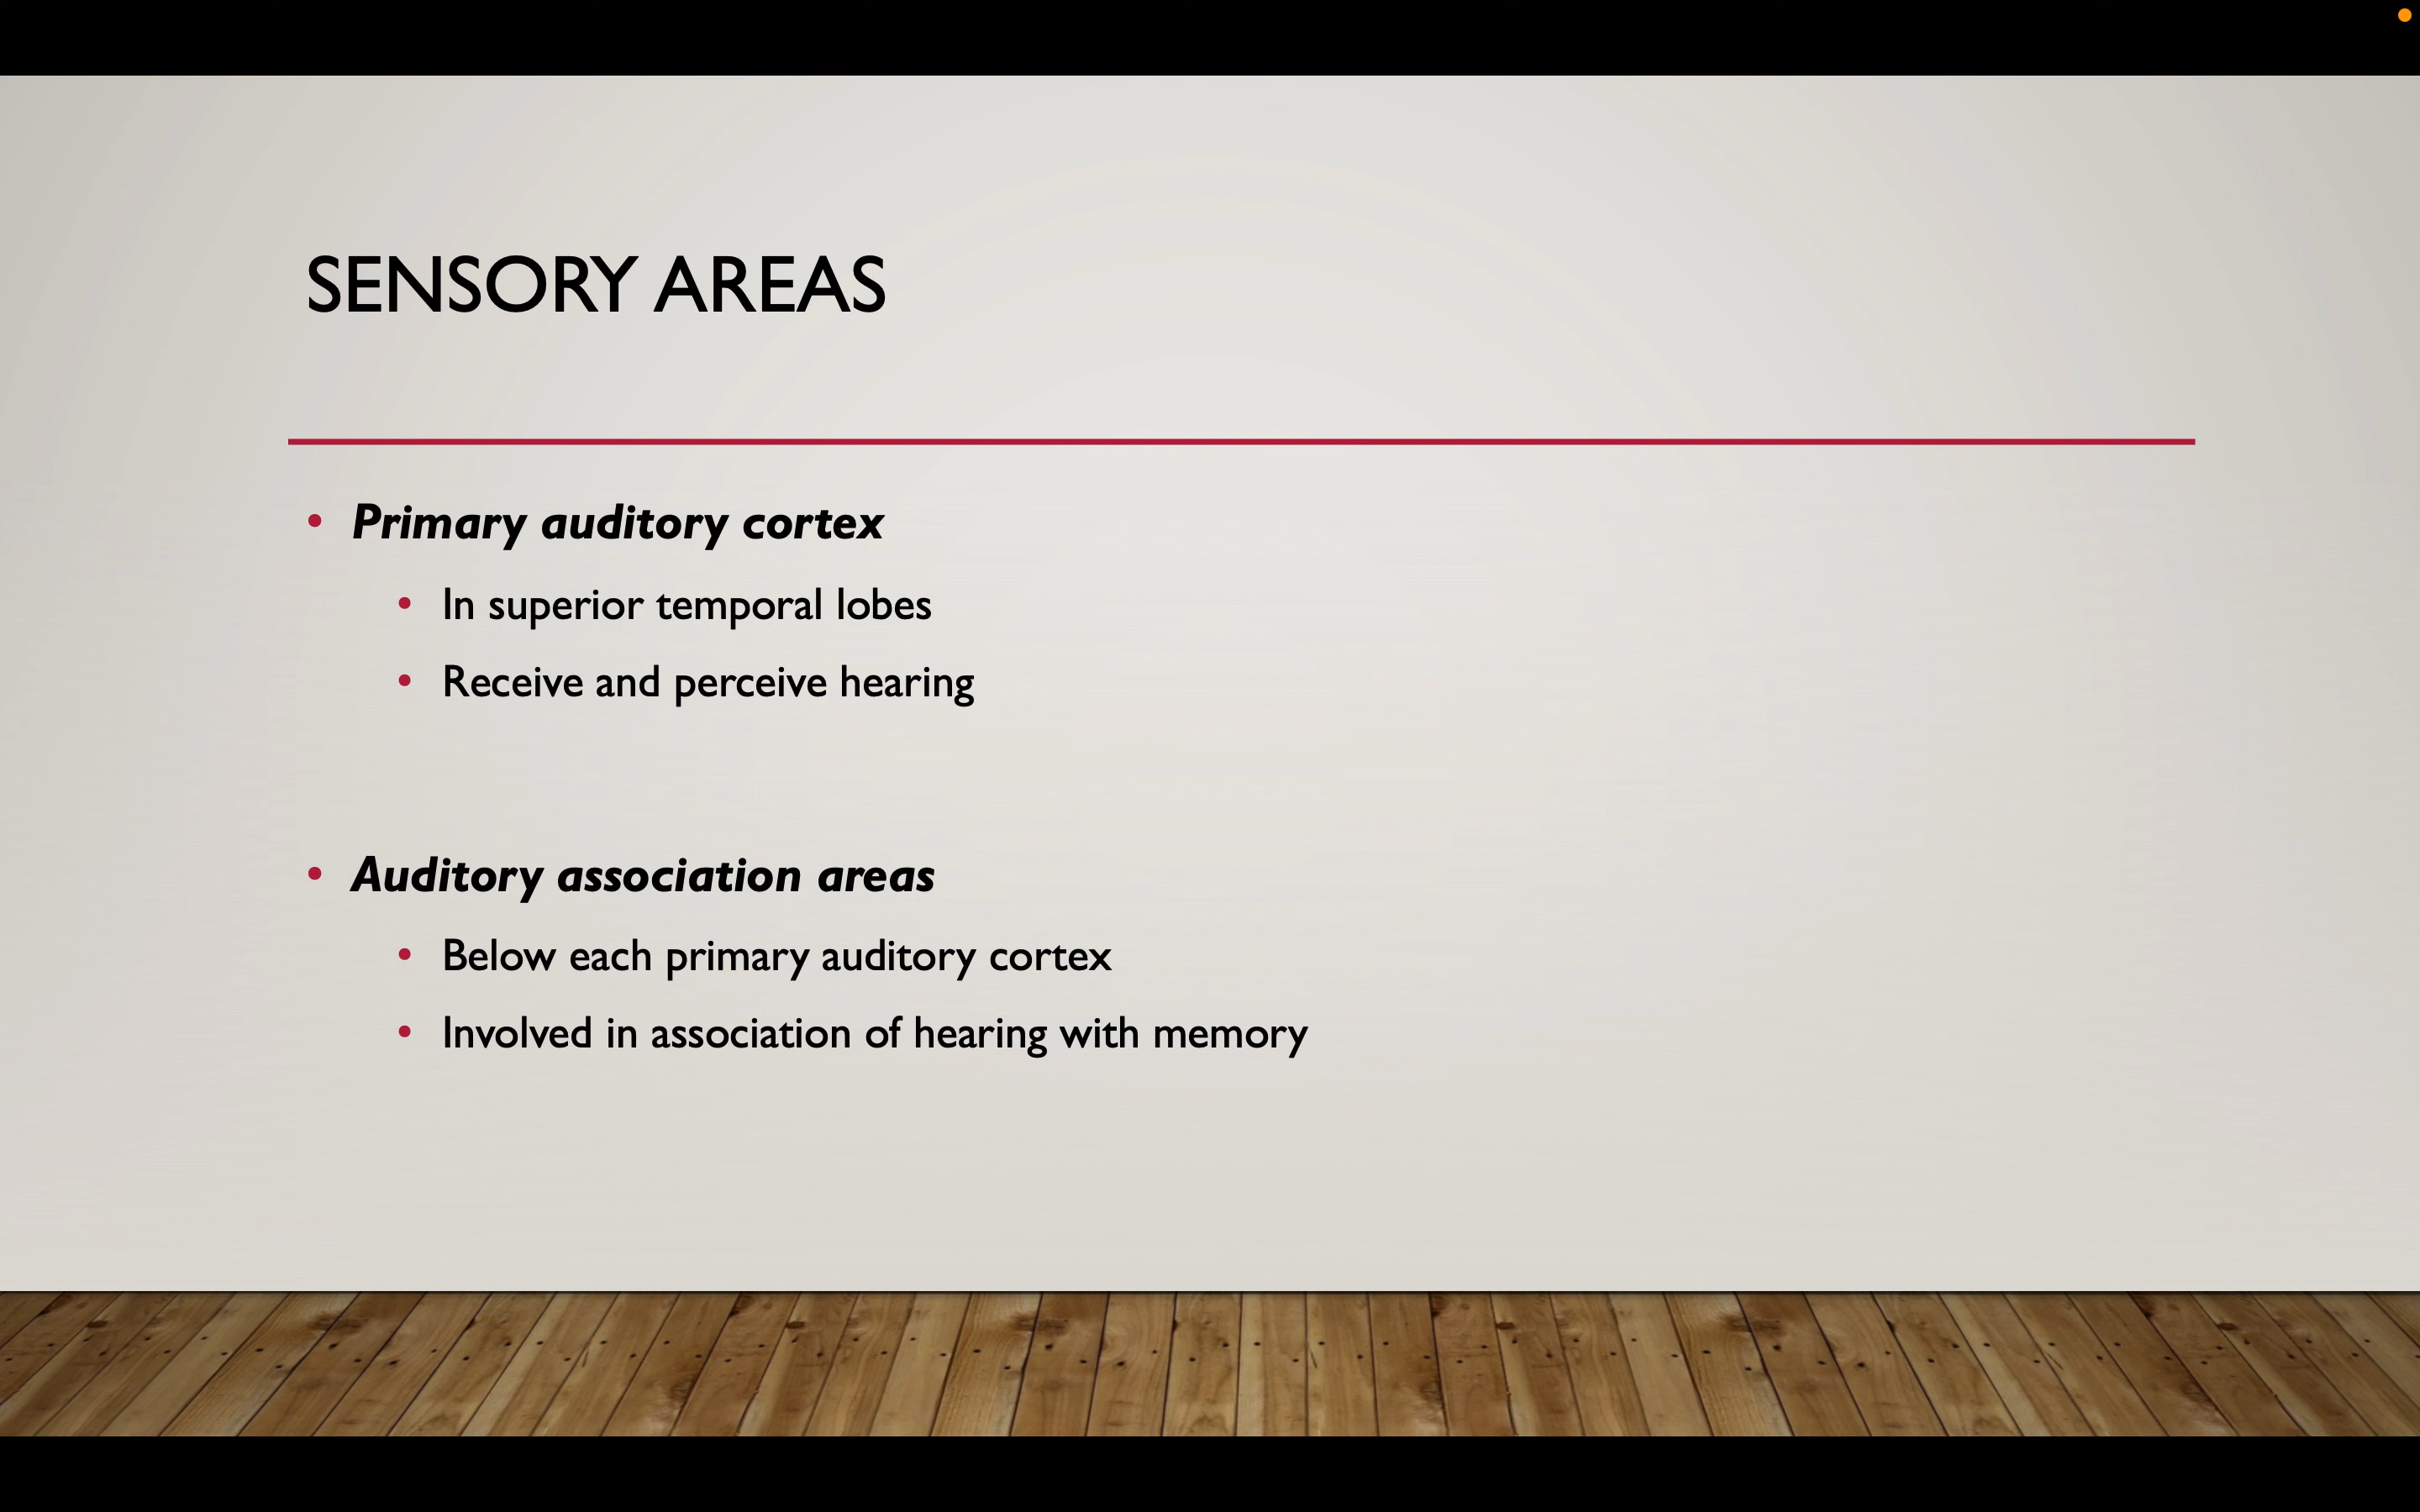 SENSORY AREAS
• Primary auditory cortex
• In superior temporal lobes
• Receive and perceive hearing
• Auditory association areas
• Below each primary auditory cortex
• Involved in association of hearing with memory